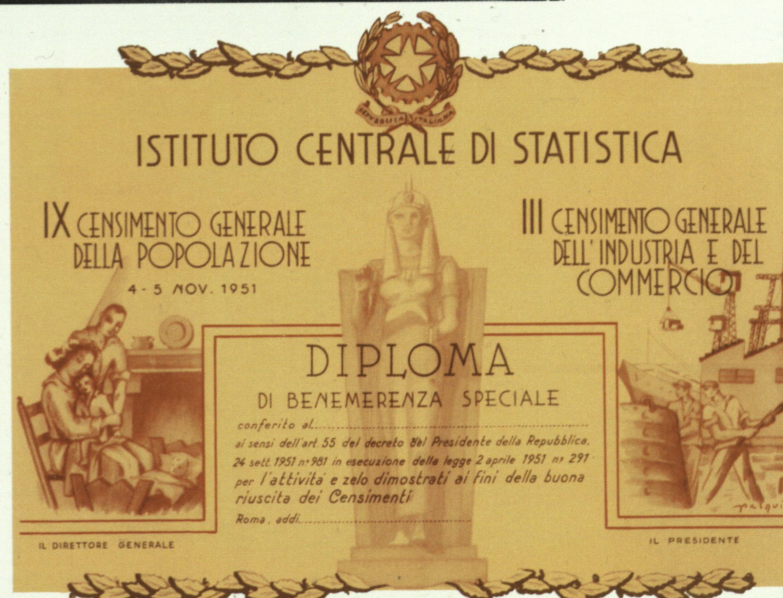 REPUBBLICA ITALIANA
ISTITUTO CENTRALE DI STATISTICA
IX CENSIMENTO GENERALE
DELLA POPOLAZIONE
4 - 5 NOV. 1951
III CENSIMENTO GENERALE
DELL'INDUSTRIA E DEL
COMMERCIO
DIPLOMA
DI BENEMERENZA SPECIALE
conferito al
ai sensi dell'art 55 del decreto del Presidente della Repubblica,
24 sett 1951 n° 981 in esecuzione della legge 2 aprile 1951 nr 291
per l'attività e zelo dimostrati ai fini della buona
riuscita dei Censimenti
Roma, addì
IL DIRETTORE GENERALE
IL PRESIDENTE